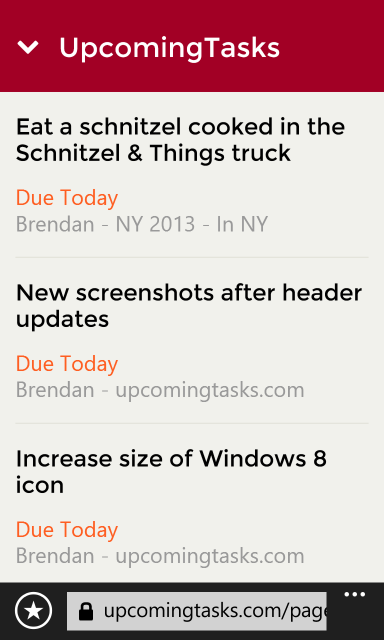 UpcomingTasks
Eat a schnitzel cooked in the
Schnitzel & Things truck
Due Today
Brendan - NY 2013 - In NY
New screenshots after header
updates
Due Today
Brendan - upcomingtasks.com
Increase size of Windows 8
icon
Due Today
Brendan - upcomingtasks.com
upcomingtasks.com/page